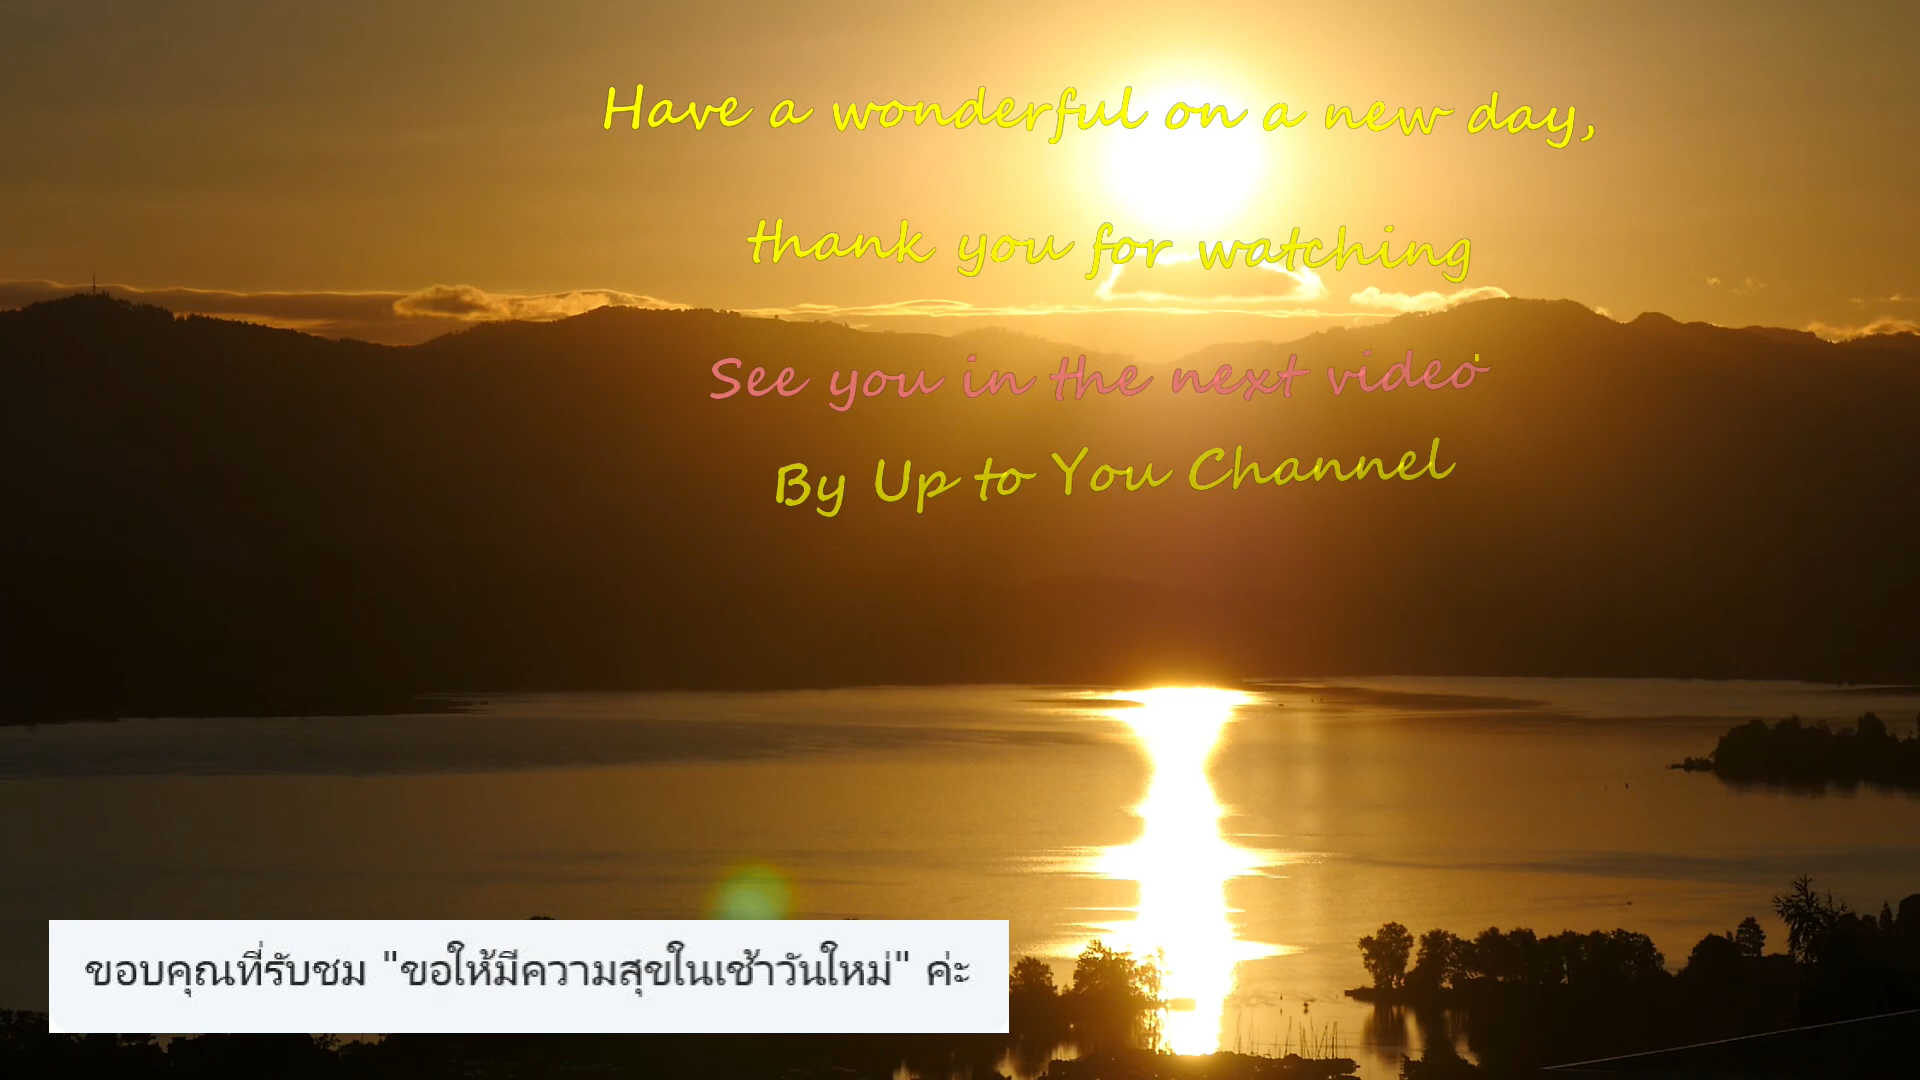 Have a wonderful on a new day,
thank you for watching
See you in the next video
By Up to You Channel
ขอบคุณที่รับชม "ขอให้มีความสุขในเช้าวันใหม่" ค่ะ